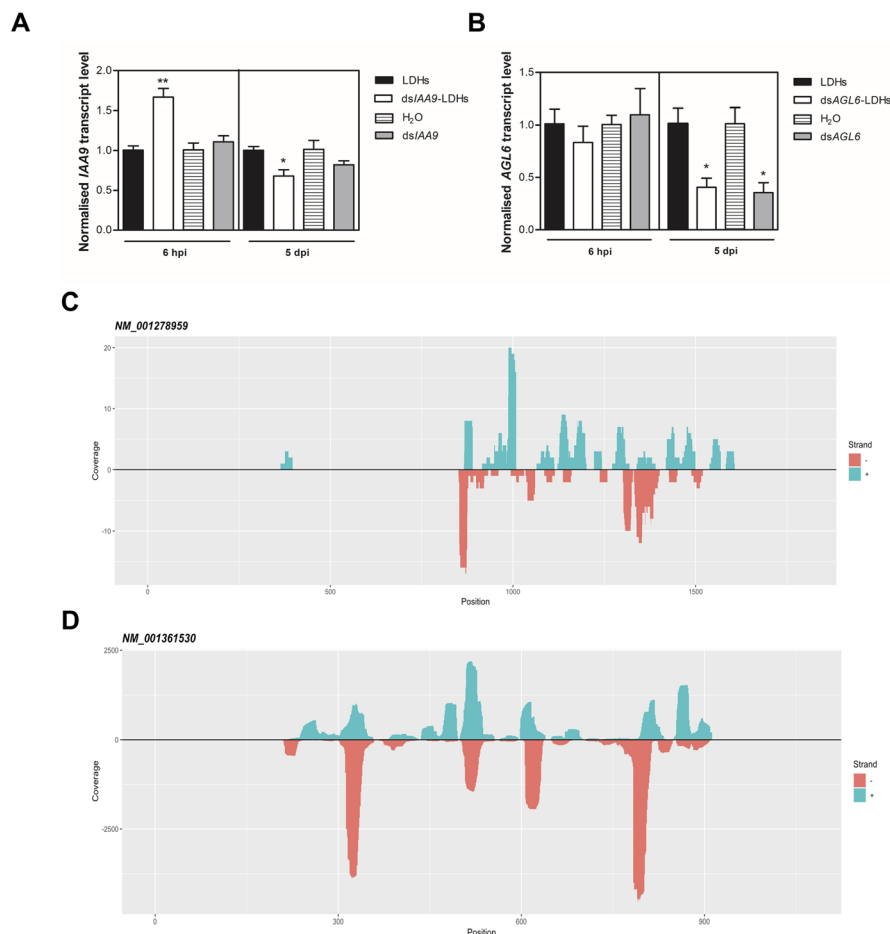 A
Normalised IAA9 transcript level
2.0
1.5
1.0
0.5
0.0
**
*
6 hpi
5 dpi
LDHs
dsIAA9-LDHs
H2O
dsIAA9
B
Normalised AGL6 transcript level
1.5
1.0
0.5
0.0
*
*
6 hpi
5 dpi
LDHs
dsAGL6-LDHs
H2O
dsAGL6
C
NM_001278959
Coverage
20
10
0
-10
0
500
1000
1500
Position
Strand
-
+
D
NM_001361530
Coverage
2500
0
-2500
0
300
600
900
Position
Strand
-
+